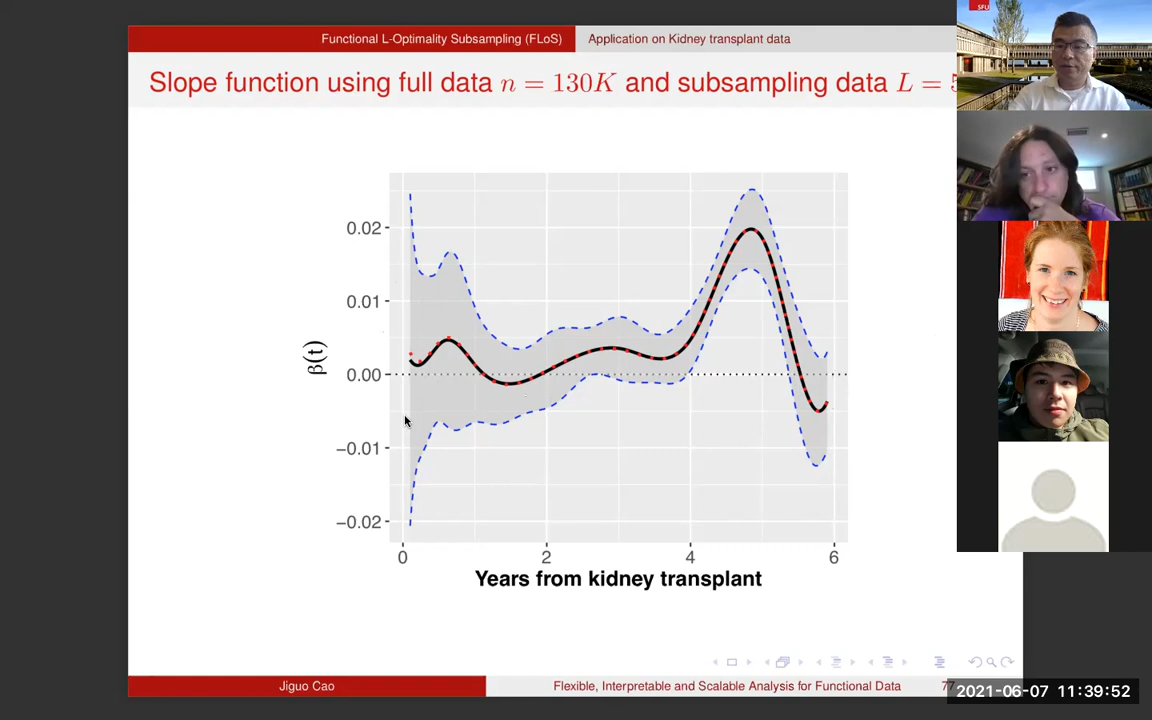 Functional L-Optimality Subsampling (FLoS)
Application on Kidney transplant data
Slope function using full data n = 130K and subsampling data L =
β(t)
0.02
0.01
0.00
−0.01
−0.02
0 2 4 6
Years from kidney transplant
Jiguo Cao
Flexible, Interpretable and Scalable Analysis for Functional Data
77
SFU
2021-06-07 11:39:52